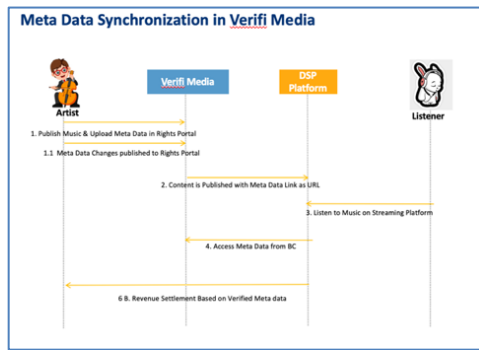 Meta Data Synchronization in Verifi Media
Verifi Media
DSP
Platform
Artist
Listener
1. Publish Music & Upload Meta Data in Rights Portal
1.1 Meta Data Changes published to Rights Portal
2. Content is Published with Meta Data Link as URL
3. Listen to Music on Streaming Platform
4. Access Meta Data from BC
6 B. Revenue Settlement Based on Verified Meta data